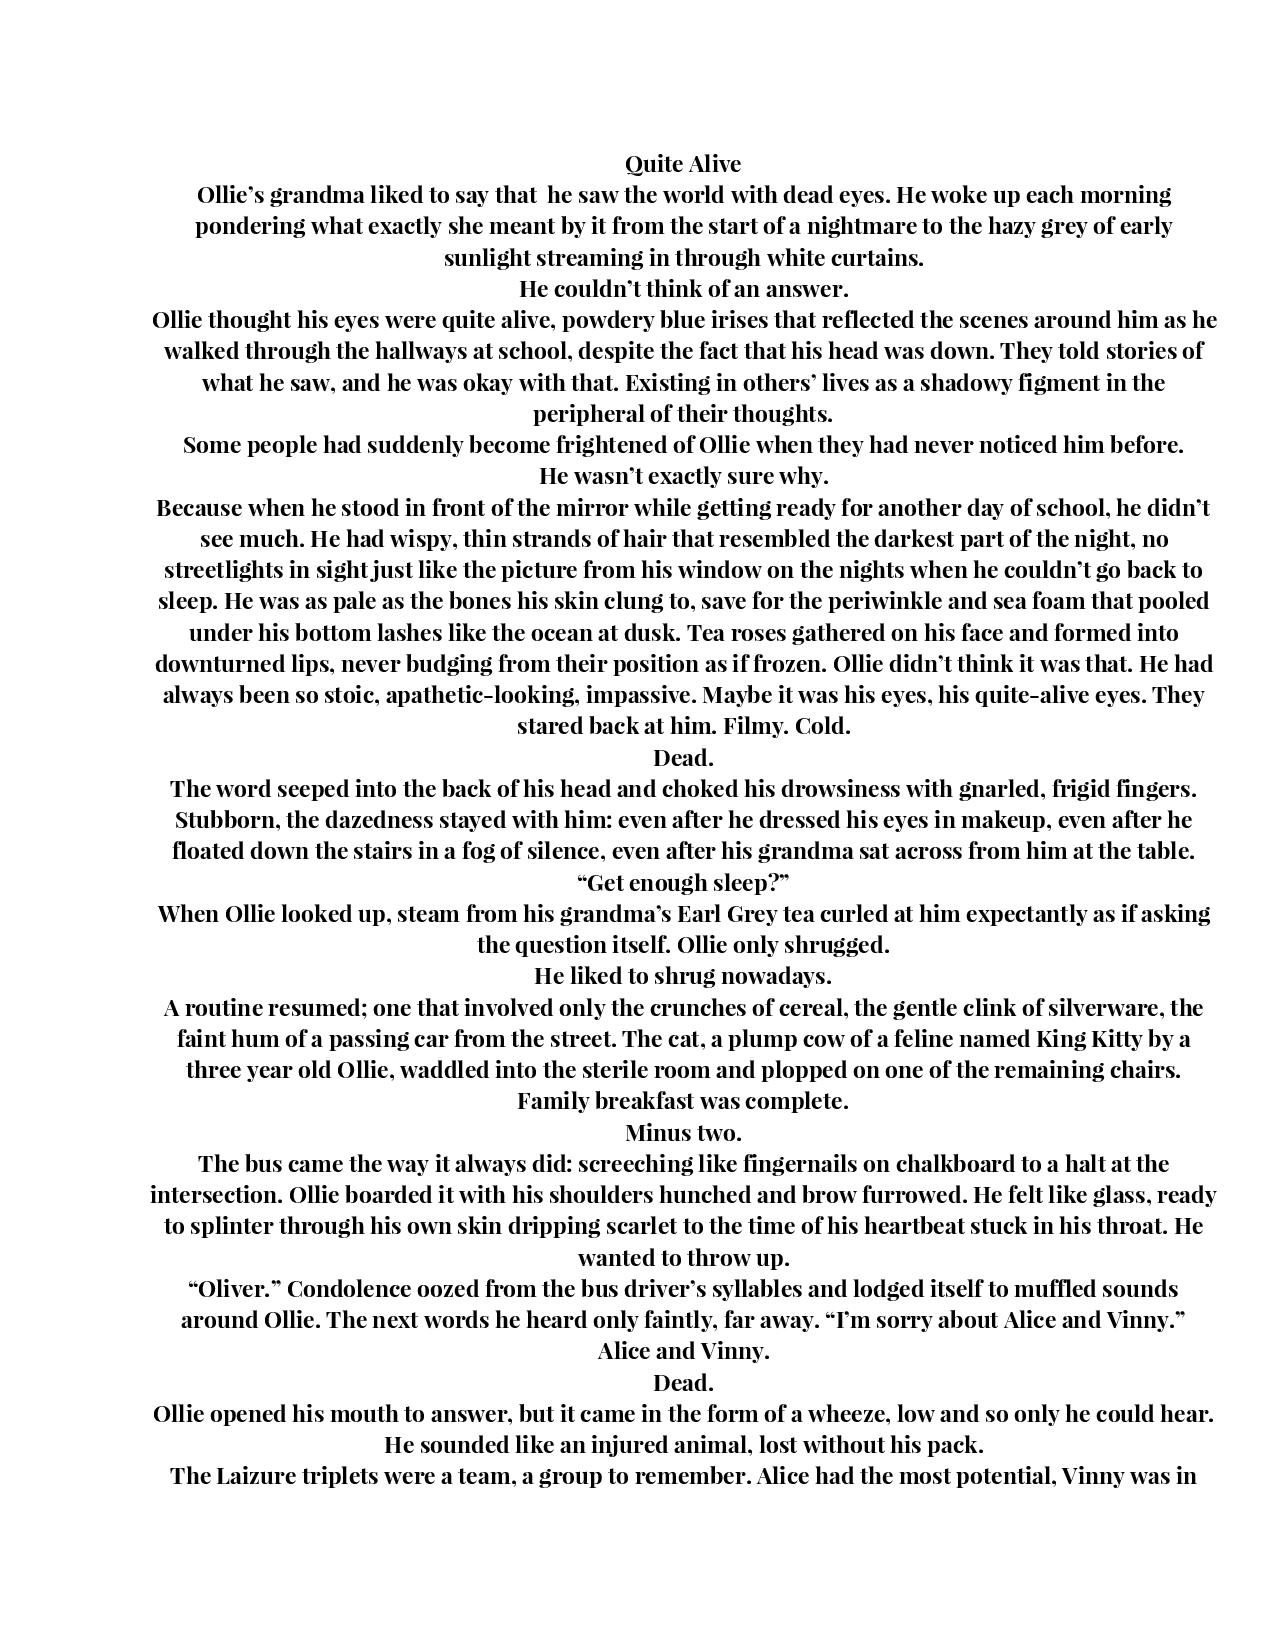 Quite Alive
Ollie’s grandma liked to say that  he saw the world with dead eyes. He woke up each morning
pondering what exactly she meant by it from the start of a nightmare to the hazy grey of early
sunlight streaming in through white curtains.
He couldn’t think of an answer.
Ollie thought his eyes were quite alive, powdery blue irises that reflected the scenes around him as he
walked through the hallways at school, despite the fact that his head was down. They told stories of
what he saw, and he was okay with that. Existing in others’ lives as a shadowy figment in the
peripheral of their thoughts.
Some people had suddenly become frightened of Ollie when they had never noticed him before.
He wasn’t exactly sure why.
Because when he stood in front of the mirror while getting ready for another day of school, he didn’t
see much. He had wispy, thin strands of hair that resembled the darkest part of the night, no
streetlights in sight just like the picture from his window on the nights when he couldn’t go back to
sleep. He was as pale as the bones his skin clung to, save for the periwinkle and sea foam that pooled
under his bottom lashes like the ocean at dusk. Tea roses gathered on his face and formed into
downturned lips, never budging from their position as if frozen. Ollie didn’t think it was that. He had
always been so stoic, apathetic-looking, impassive. Maybe it was his eyes, his quite-alive eyes. They
stared back at him. Filmy. Cold.
Dead.
The word seeped into the back of his head and choked his drowsiness with gnarled, frigid fingers.
Stubborn, the dazedness stayed with him: even after he dressed his eyes in makeup, even after he
floated down the stairs in a fog of silence, even after his grandma sat across from him at the table.
“Get enough sleep?”
When Ollie looked up, steam from his grandma’s Earl Grey tea curled at him expectantly as if asking
the question itself. Ollie only shrugged.
He liked to shrug nowadays.
A routine resumed; one that involved only the crunches of cereal, the gentle clink of silverware, the
faint hum of a passing car from the street. The cat, a plump cow of a feline named King Kitty by a
three year old Ollie, waddled into the sterile room and plopped on one of the remaining chairs.
Family breakfast was complete.
Minus two.
The bus came the way it always did: screeching like fingernails on chalkboard to a halt at the
intersection. Ollie boarded it with his shoulders hunched and brow furrowed. He felt like glass, ready
to splinter through his own skin dripping scarlet to the time of his heartbeat stuck in his throat. He
wanted to throw up.
“Oliver.” Condolence oozed from the bus driver’s syllables and lodged itself to muffled sounds
around Ollie. The next words he heard only faintly, far away. “I’m sorry about Alice and Vinny.”
Alice and Vinny.
Dead.
Ollie opened his mouth to answer, but it came in the form of a wheeze, low and so only he could hear.
He sounded like an injured animal, lost without his pack.
The Laizure triplets were a team, a group to remember. Alice had the most potential, Vinny was in